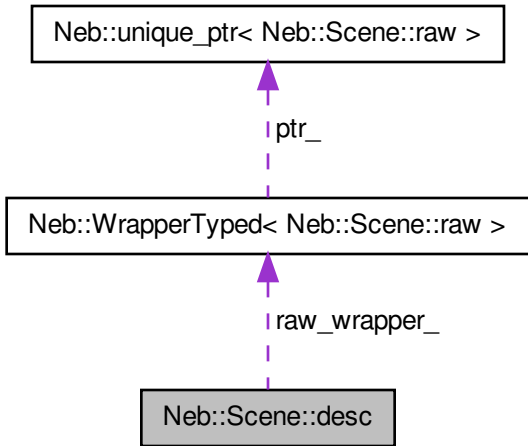 Neb::unique_ptr< Neb::Scene::raw >
ptr_
Neb::WrapperTyped< Neb::Scene::raw >
raw_wrapper_
Neb::Scene::desc